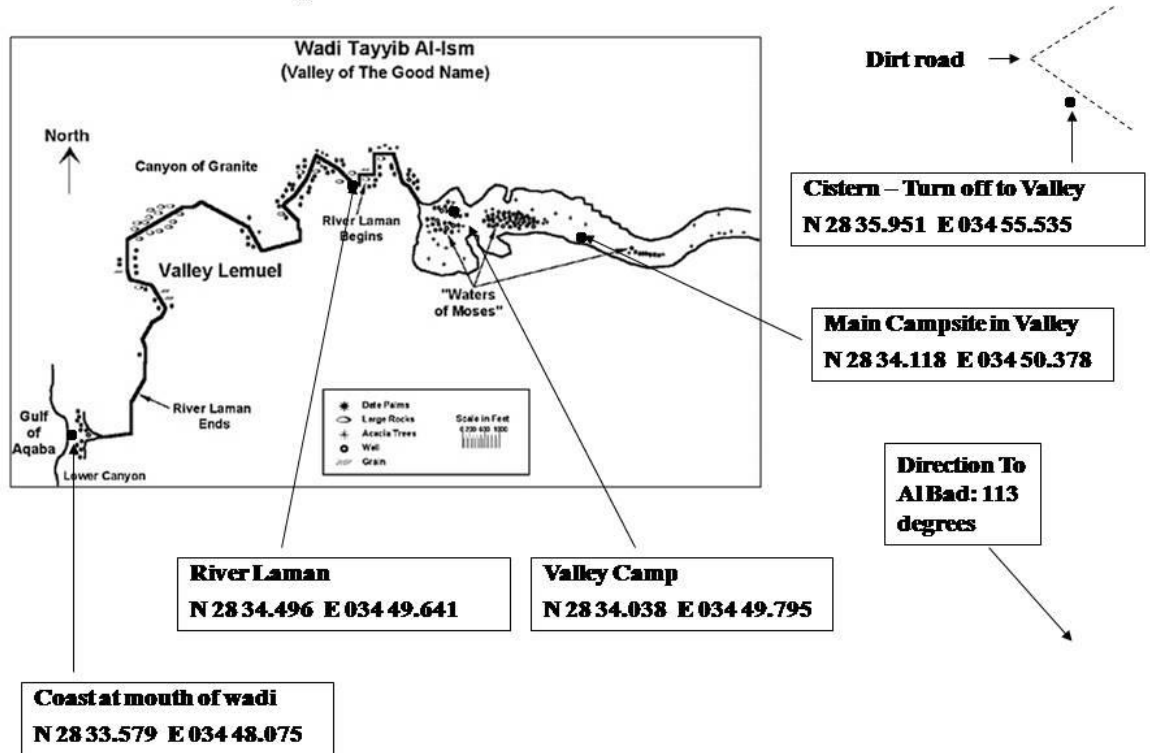 Wadi Tayyib Al-Ism
(Valley of The Good Name)
Dirt road
North
Canyon of Granite
Cistern – Turn off to Valley
N 28 35.951 E 034 55.535
River Laman
Begins
Valley Lemuel
"Waters
of Moses"
Main Campsite in Valley
N 28 34.118 E 034 50.378
River Laman
Ends
Gulf
of
Aqaba
Lower Canyon
Date Palms
Large Rocks
Acacia Trees
Well
Grain
Scale in Feet
Direction To
Al Bad: 113
degrees
River Laman
N 28 34.496 E 034 49.641
Valley Camp
N 28 34.038 E 034 49.795
Coast at mouth of wadi
N 28 33.579 E 034 48.075